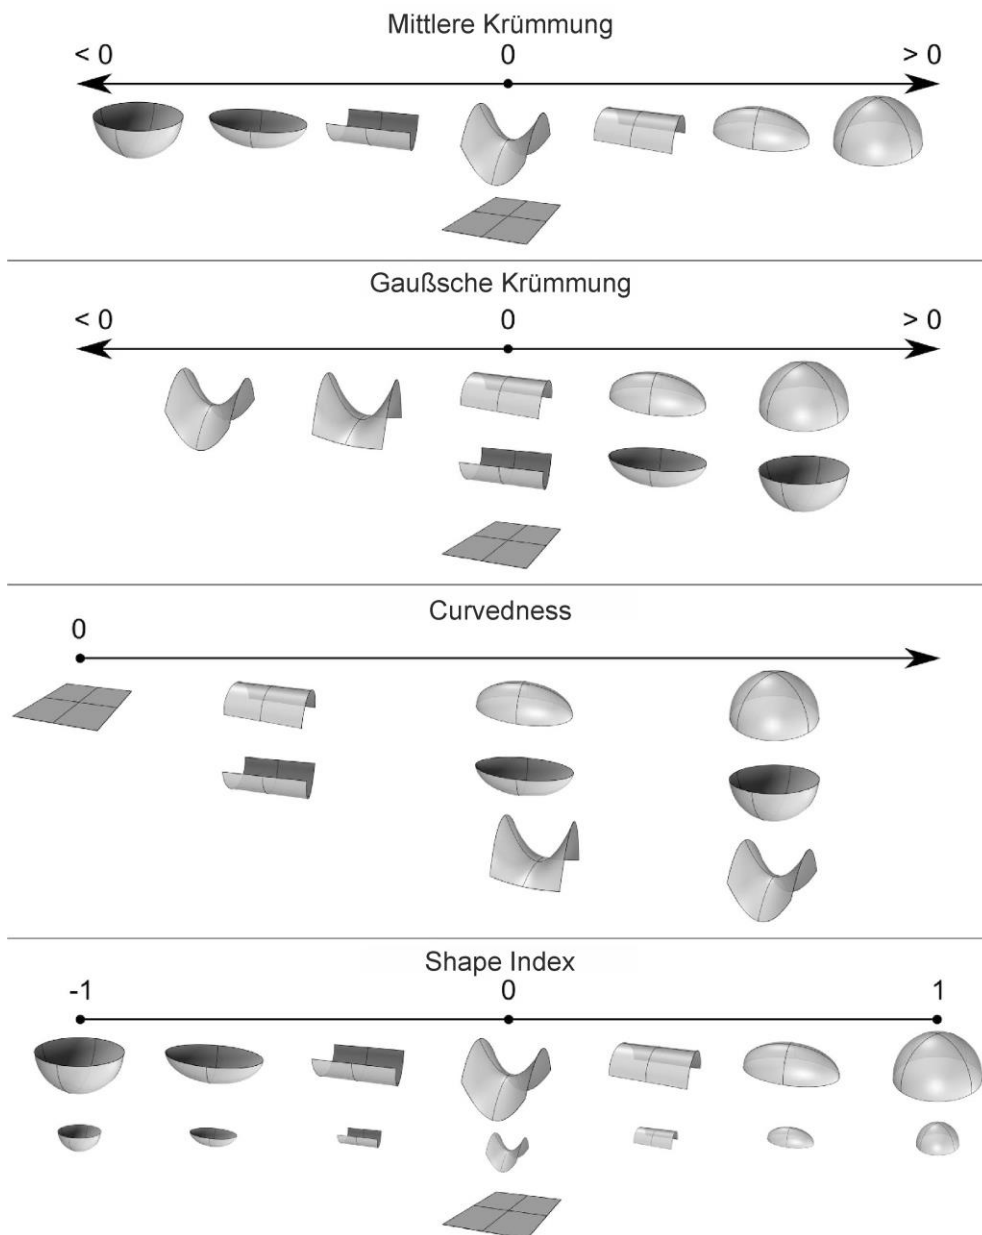 Mittlere Krümmung
< 0 0 > 0
Gaußsche Krümmung
< 0 0 > 0
Curvedness
0
Shape Index
-1 0 1